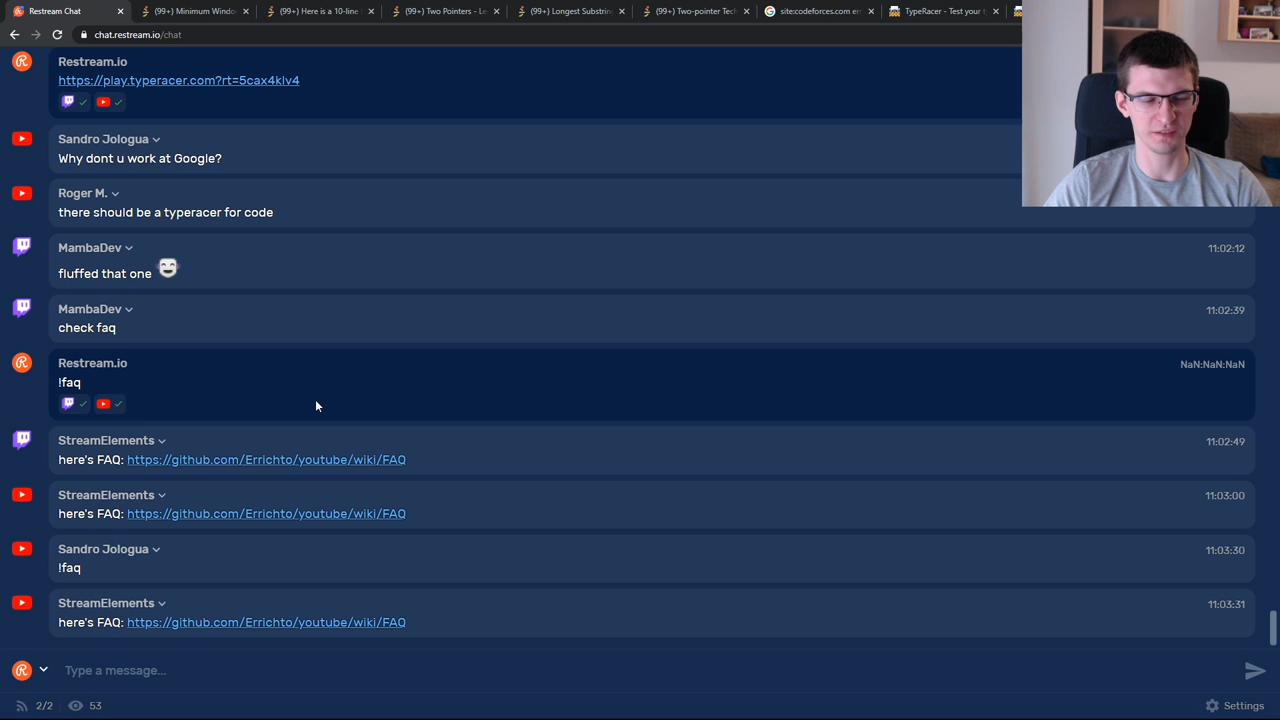 Restream Chat
(99+) Minimum Windo
(99+) Here is a 10-line
(99+) Two Pointers - Le
(99+) Longest Substrin
(99+) Two-pointer Tech
site:codeforces.com
TypeRacer - Test your t
chat.restream.io/chat
Restream.io
https://play.typeracer.com?rt=5cax4kiv4
Sandro Jologua
Why dont u work at Google?
Roger M.
there should be a typeracer for code
MambaDev
11:02:12
fluffed that one
MambaDev
11:02:39
check faq
Restream.io
NaN:NaN:NaN
!faq
StreamElements
11:02:49
here's FAQ: https://github.com/Errichto/youtube/wiki/FAQ
StreamElements
11:03:00
here's FAQ: https://github.com/Errichto/youtube/wiki/FAQ
Sandro Jologua
11:03:30
!faq
StreamElements
11:03:31
here's FAQ: https://github.com/Errichto/youtube/wiki/FAQ
Type a message...
2/2
53
Settings